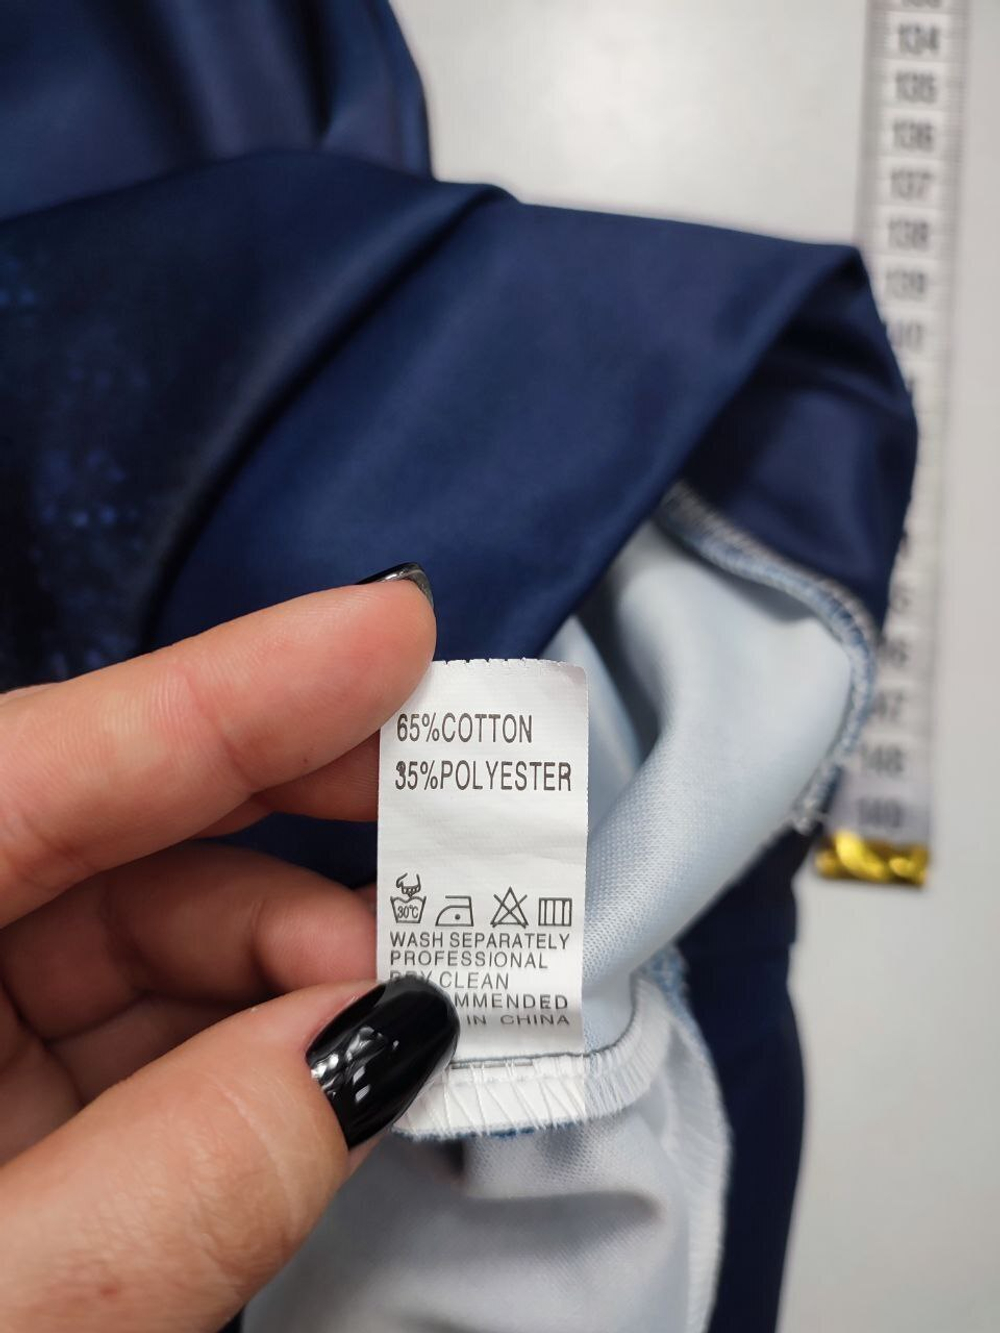 134
135
136
137
138
139
65%COTTON
35%POLYESTER
30°C
WASH SEPARATELY
PROFESSIONAL
CLEAN
IN CHINA
148
149